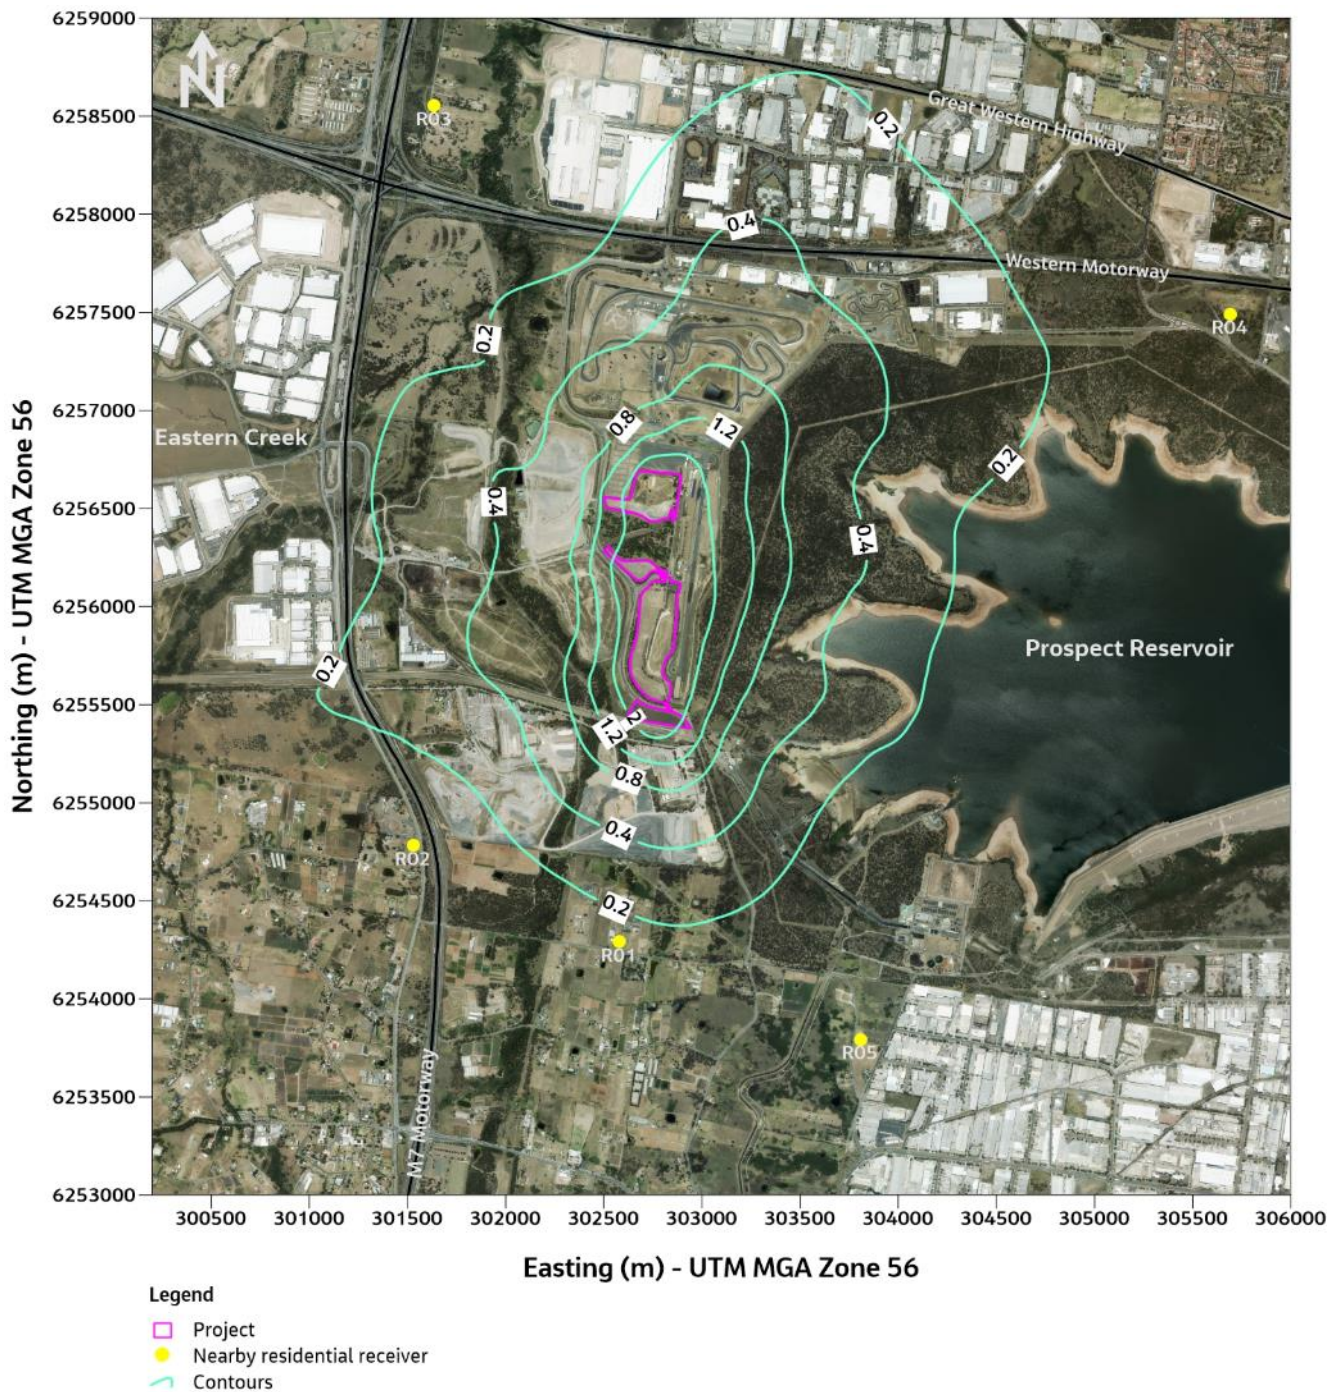 6259000
6258500
6258000
6257500
6257000
6256500
6256000
6255500
6255000
6254500
6254000
6253500
6253000
Northing (m) - UTM MGA Zone 56
N
R03
0.2
Great Western Highway
0.4
Western Motorway
R04
0.2
0.8
1.2
Eastern Creek
0.2
0.4
0.4
Prospect Reservoir
0.2
2
1.2
0.8
0.4
R02
0.2
R01
R05
M7 Motorway
300500 301000 301500 302000 302500 303000 303500 304000 304500 305000 305500 306000
Easting (m) - UTM MGA Zone 56
Legend
Project
Nearby residential receiver
Contours